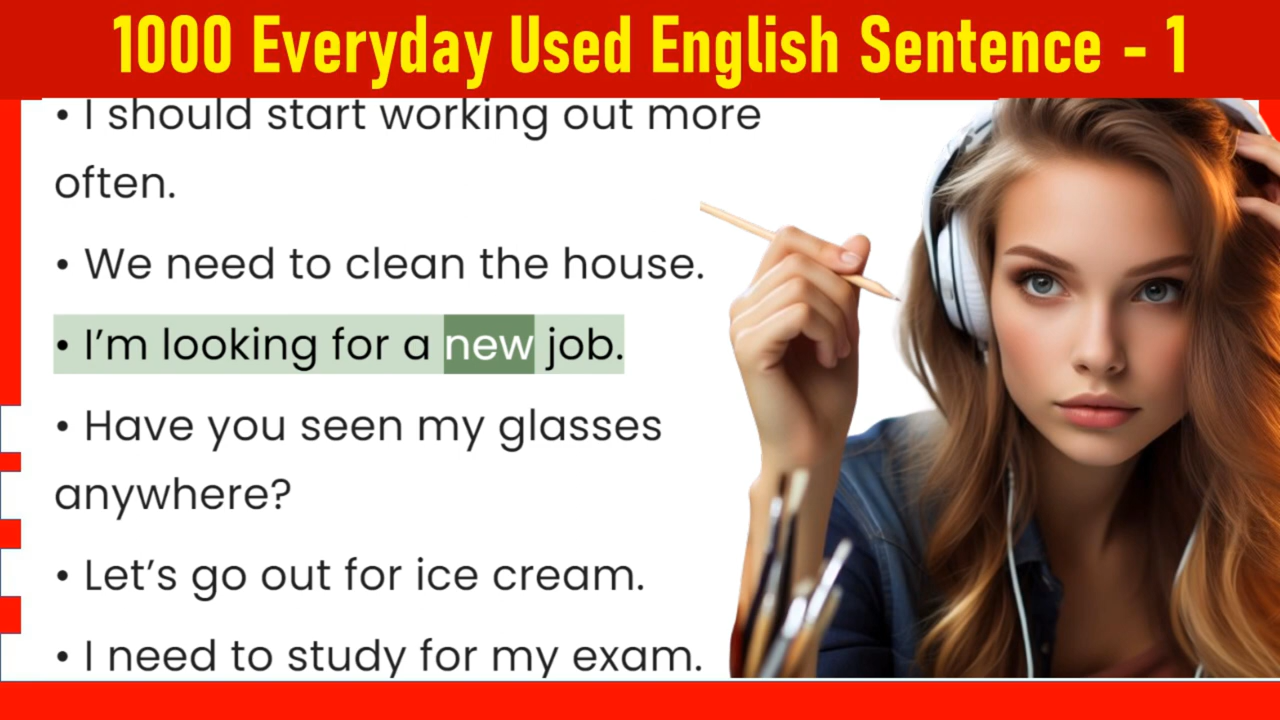 1000 Everyday Used English Sentence - 1
• I should start working out more
often.
• We need to clean the house.
• I’m looking for a new job.
• Have you seen my glasses
anywhere?
• Let’s go out for ice cream.
• I need to study for my exam.